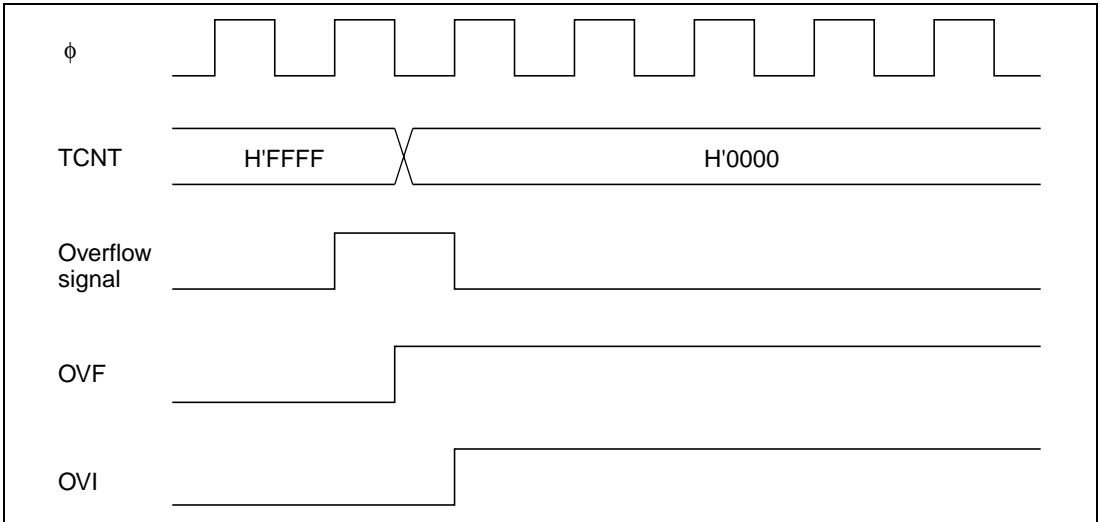 ϕ
TCNT H'FFFF H'0000
Overflow
signal
OVF
OVI